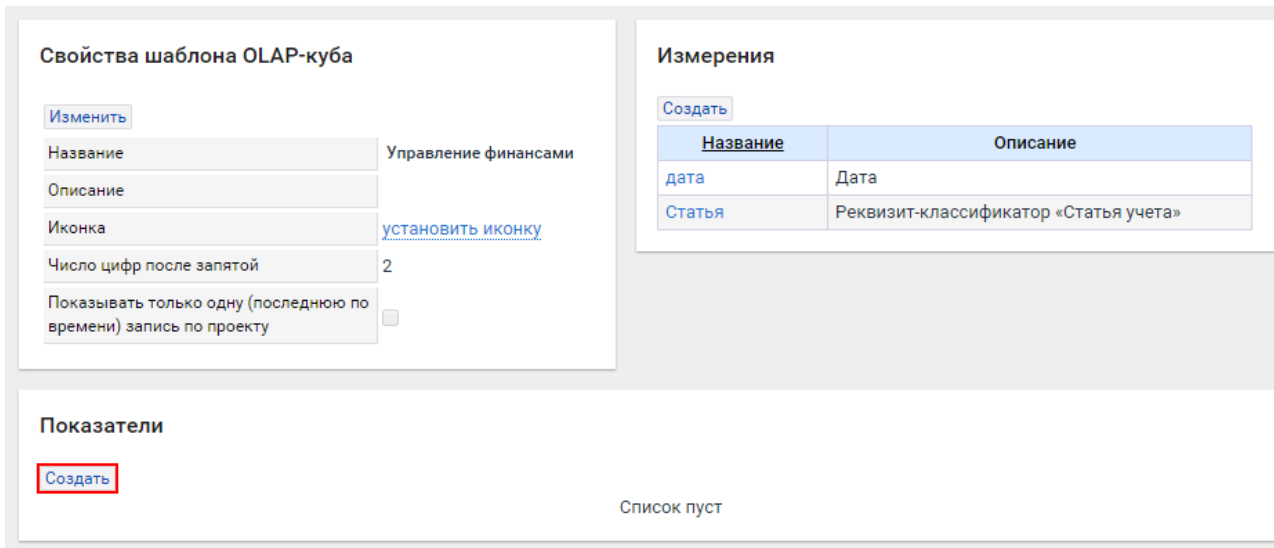 Свойства шаблона OLAP-куба
Изменить
Название Управление финансами
Описание
Иконка установить иконку
Число цифр после запятой 2
Показывать только одну (последнюю по
времени) запись по проекту
Измерения
Создать
Название Описание
дата Дата
Статья Реквизит-классификатор «Статья учета»
Показатели
Создать
Список пуст